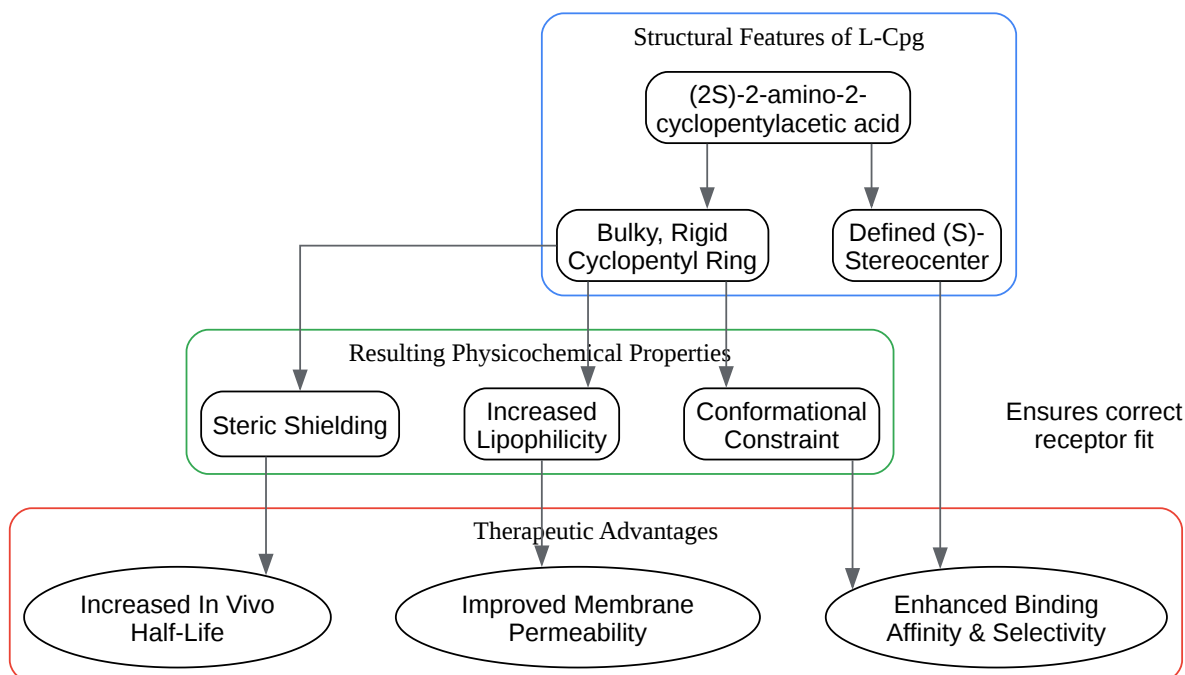 Structural Features of L-Cpg
(2S)-2-amino-2-
cyclopentylacetic acid
Bulky, Rigid
Cyclopentyl Ring
Defined (S)-
Stereocenter
Resulting Physicochemical Properties
Steric Shielding
Increased
Lipophilicity
Conformational
Constraint
Ensures correct
receptor fit
Therapeutic Advantages
Increased In Vivo
Half-Life
Improved Membrane
Permeability
Enhanced Binding
Affinity & Selectivity